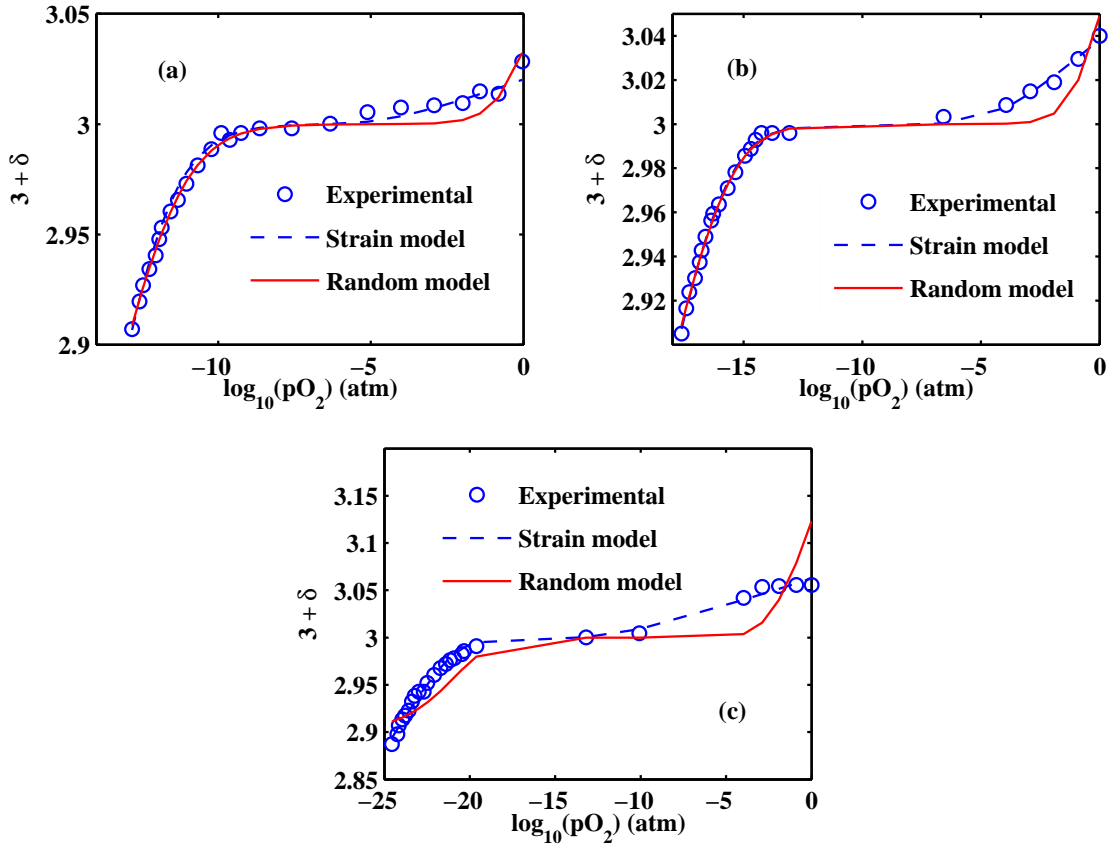 3.05
3
2.95
2.9
3 + δ
(a)
Experimental
Strain model
Random model
−10
−5
0
log10(pO2) (atm)
3.04
3.02
3
2.98
2.96
2.94
2.92
3 + δ
(b)
Experimental
Strain model
Random model
−15
−10
−5
0
log10(pO2) (atm)
3.15
3.1
3.05
3
2.95
2.9
2.85
3 + δ
Experimental
Strain model
Random model
(c)
−25
−20
−15
−10
−5
0
log10(pO2) (atm)